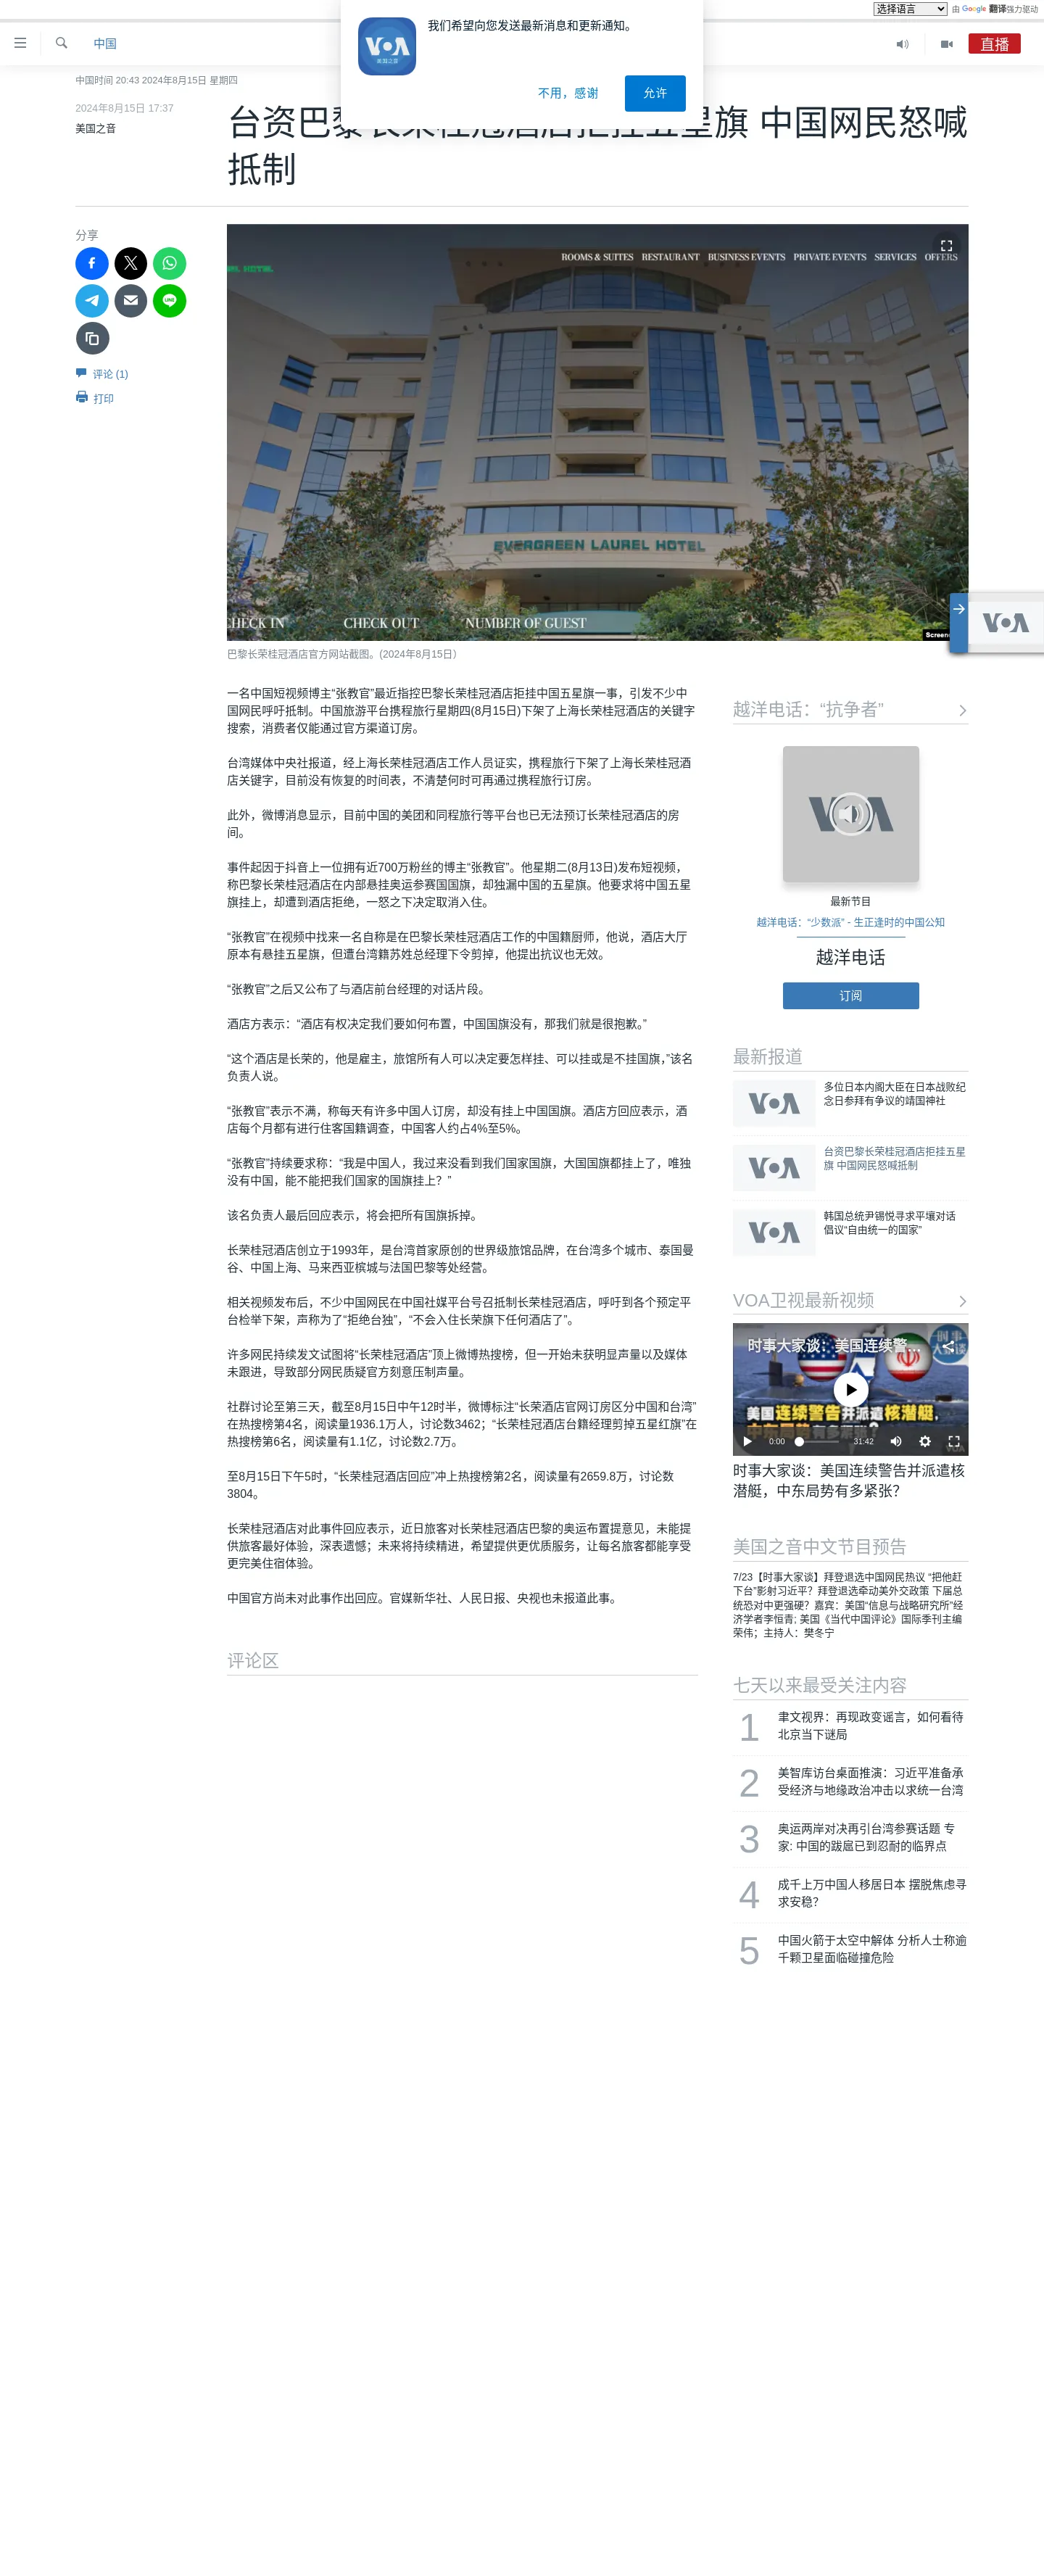 选择语言
由 Google 翻译强力驱动
中国
直播
我们希望向您发送最新消息和更新通知。
VOA
美国之音
不用，感谢
允许
中国时间 20:43 2024年8月15日 星期四
2024年8月15日 17:37
美国之音
台资巴黎长荣桂冠酒店拒挂五星旗 中国网民怒喊
抵制
分享
评论 (1)
打印
ROOMS & SUITES RESTAURANT BUSINESS EVENTS PRIVATE EVENTS SERVICES OFFERS
EVERGREEN LAUREL HOTEL
CHECK IN CHECK OUT NUMBER OF GUEST
巴黎长荣桂冠酒店官方网站截图。(2024年8月15日）
VOA
一名中国短视频博主“张教官”最近指控巴黎长荣桂冠酒店拒挂中国五星旗一事，引发不少中
国网民呼吁抵制。中国旅游平台携程旅行星期四(8月15日)下架了上海长荣桂冠酒店的关键字
搜索，消费者仅能通过官方渠道订房。
台湾媒体中央社报道，经上海长荣桂冠酒店工作人员证实，携程旅行下架了上海长荣桂冠酒
店关键字，目前没有恢复的时间表，不清楚何时可再通过携程旅行订房。
此外，微博消息显示，目前中国的美团和同程旅行等平台也已无法预订长荣桂冠酒店的房
间。
事件起因于抖音上一位拥有近700万粉丝的博主“张教官”。他星期二(8月13日)发布短视频，
称巴黎长荣桂冠酒店在内部悬挂奥运参赛国国旗，却独漏中国的五星旗。他要求将中国五星
旗挂上，却遭到酒店拒绝，一怒之下决定取消入住。
“张教官”在视频中找来一名自称是在巴黎长荣桂冠酒店工作的中国籍厨师，他说，酒店大厅
原本有悬挂五星旗，但遭台湾籍苏姓总经理下令剪掉，他提出抗议也无效。
“张教官”之后又公布了与酒店前台经理的对话片段。
酒店方表示：“酒店有权决定我们要如何布置，中国国旗没有，那我们就是很抱歉。”
“这个酒店是长荣的，他是雇主，旅馆所有人可以决定要怎样挂、可以挂或是不挂国旗，”该名
负责人说。
“张教官”表示不满，称每天有许多中国人订房，却没有挂上中国国旗。酒店方回应表示，酒
店每个月都有进行住客国籍调查，中国客人约占4%至5%。
“张教官”持续要求称：“我是中国人，我过来没看到我们国家国旗，大国国旗都挂上了，唯独
没有中国，能不能把我们国家的国旗挂上？”
该名负责人最后回应表示，将会把所有国旗拆掉。
长荣桂冠酒店创立于1993年，是台湾首家原创的世界级旅馆品牌，在台湾多个城市、泰国曼
谷、中国上海、马来西亚槟城与法国巴黎等处经营。
相关视频发布后，不少中国网民在中国社媒平台号召抵制长荣桂冠酒店，呼吁到各个预定平
台检举下架，声称为了“拒绝台独”，“不会入住长荣旗下任何酒店了”。
许多网民持续发文试图将“长荣桂冠酒店”顶上微博热搜榜，但一开始未获明显声量以及媒体
未跟进，导致部分网民质疑官方刻意压制声量。
社群讨论至第三天，截至8月15日中午12时半，微博标注“长荣酒店官网订房区分中国和台湾”
在热搜榜第4名，阅读量1936.1万人，讨论数3462；“长荣桂冠酒店台籍经理剪掉五星红旗”在
热搜榜第6名，阅读量有1.1亿，讨论数2.7万。
至8月15日下午5时，“长荣桂冠酒店回应”冲上热搜榜第2名，阅读量有2659.8万，讨论数
3804。
长荣桂冠酒店对此事件回应表示，近日旅客对长荣桂冠酒店巴黎的奥运布置提意见，未能提
供旅客最好体验，深表遗憾；未来将持续精进，希望提供更优质服务，让每名旅客都能享受
更完美住宿体验。
中国官方尚未对此事作出回应。官媒新华社、人民日报、央视也未报道此事。
评论区
越洋电话：“抗争者”
最新节目
越洋电话：“少数派” - 生正逢时的中国公知
越洋电话
订阅
最新报道
VOA
多位日本内阁大臣在日本战败纪
念日参拜有争议的靖国神社
VOA
台资巴黎长荣桂冠酒店拒挂五星
旗 中国网民怒喊抵制
VOA
韩国总统尹锡悦寻求平壤对话
倡议“自由统一的国家”
VOA卫视最新视频
时事大家谈：美国连续警...
美国连续警告并派遣核潜艇，
0:00
31:42
时事大家谈：美国连续警告并派遣核
潜艇，中东局势有多紧张？
美国之音中文节目预告
7/23【时事大家谈】拜登退选中国网民热议 “把他赶
下台”影射习近平？拜登退选牵动美外交政策 下届总
统恐对中更强硬？嘉宾：美国“信息与战略研究所”经
济学者李恒青; 美国《当代中国评论》国际季刊主编
荣伟；主持人：樊冬宁
七天以来最受关注内容
1
聿文视界：再现政变谣言，如何看待
北京当下谜局
2
美智库访台桌面推演：习近平准备承
受经济与地缘政治冲击以求统一台湾
3
奥运两岸对决再引台湾参赛话题 专
家: 中国的跋扈已到忍耐的临界点
4
成千上万中国人移居日本 摆脱焦虑寻
求安稳？
5
中国火箭于太空中解体 分析人士称逾
千颗卫星面临碰撞危险